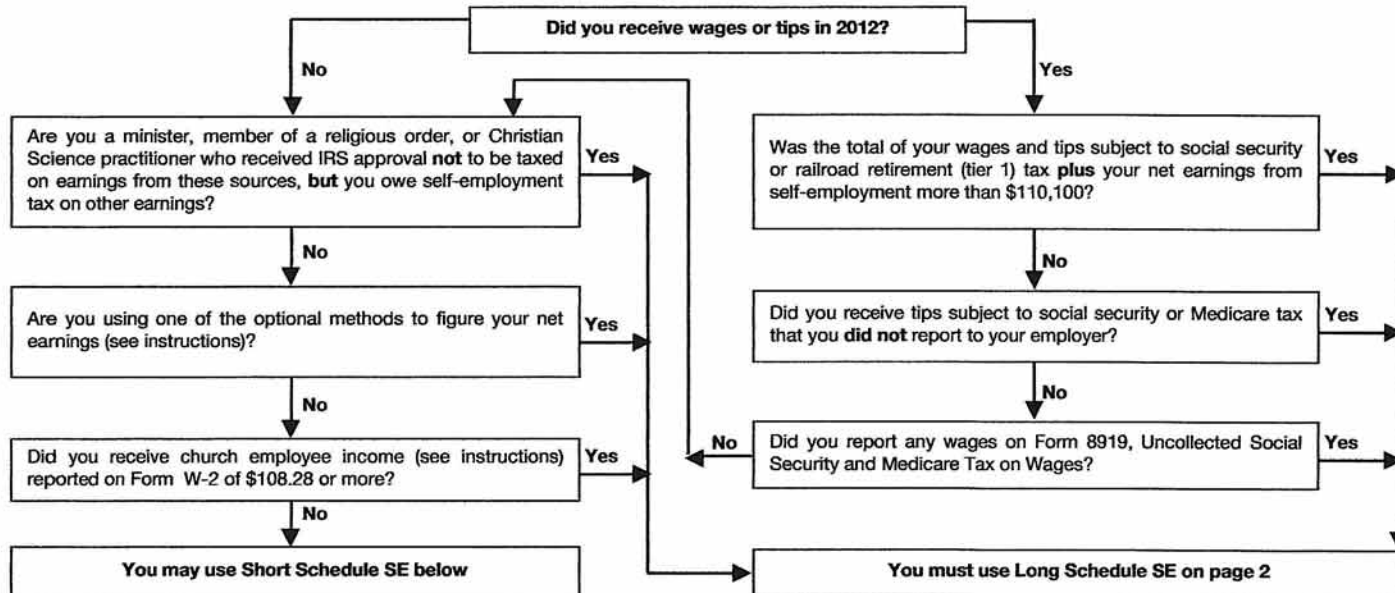 Did you receive wages or tips in 2012?
No
Yes
Are you a minister, member of a religious order, or Christian
Science practitioner who received IRS approval not to be taxed
on earnings from these sources, but you owe self-employment
tax on other earnings?
Yes
Was the total of your wages and tips subject to social security
or railroad retirement (tier 1) tax plus your net earnings from
self-employment more than $110,100?
Yes
No
No
Are you using one of the optional methods to figure your net
earnings (see instructions)?
Yes
Did you receive tips subject to social security or Medicare tax
that you did not report to your employer?
Yes
No
No
Did you receive church employee income (see instructions)
reported on Form W-2 of $108.28 or more?
Yes
No
Did you report any wages on Form 8919, Uncollected Social
Security and Medicare Tax on Wages?
Yes
No
You may use Short Schedule SE below
You must use Long Schedule SE on page 2